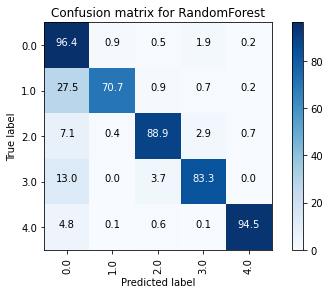 Confusion matrix for RandomForest
True label
0.0 96.4 0.9 0.5 1.9 0.2
1.0 27.5 70.7 0.9 0.7 0.2
2.0 7.1 0.4 88.9 2.9 0.7
3.0 13.0 0.0 3.7 83.3 0.0
4.0 4.8 0.1 0.6 0.1 94.5
0.0 1.0 2.0 3.0 4.0
Predicted label
80
60
40
20
0